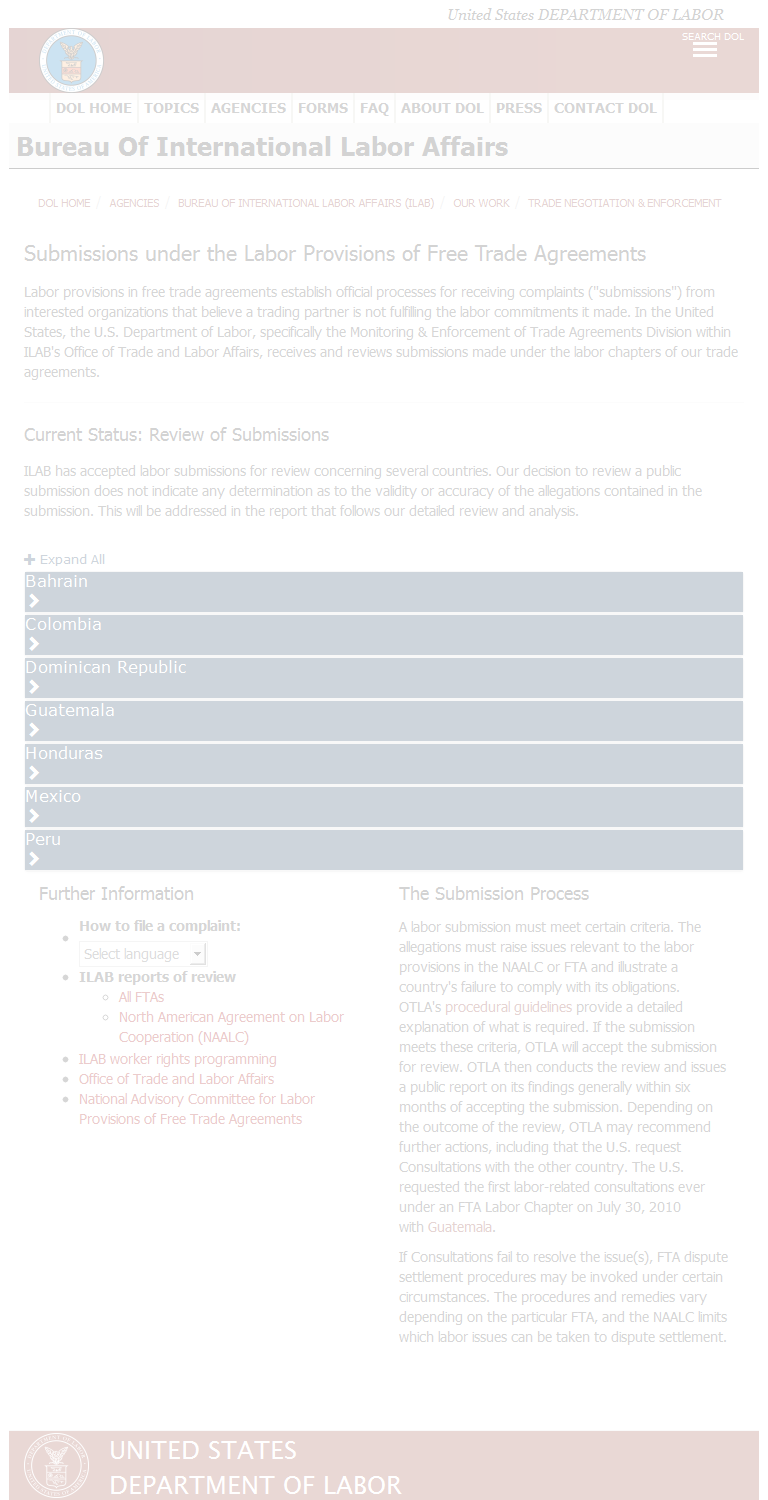 United States DEPARTMENT OF LABOR
SEARCH DOL
DOL HOME TOPICS AGENCIES FORMS FAQ ABOUT DOL PRESS CONTACT DOL
Bureau Of International Labor Affairs
DOL HOME / AGENCIES / BUREAU OF INTERNATIONAL LABOR AFFAIRS (ILAB) / OUR WORK / TRADE NEGOTIATION & ENFORCEMENT
Submissions under the Labor Provisions of Free Trade Agreements
Labor provisions in free trade agreements establish official processes for receiving complaints ("submissions") from
interested organizations that believe a trading partner is not fulfilling the labor commitments it made. In the United
States, the U.S. Department of Labor, specifically the Monitoring & Enforcement of Trade Agreements Division within
ILAB's Office of Trade and Labor Affairs, receives and reviews submissions made under the labor chapters of our trade
agreements.
Current Status: Review of Submissions
ILAB has accepted labor submissions for review concerning several countries. Our decision to review a public
submission does not indicate any determination as to the validity or accuracy of the allegations contained in the
submission. This will be addressed in the report that follows our detailed review and analysis.
Expand All
Bahrain
Colombia
Dominican Republic
Guatemala
Honduras
Mexico
Peru
Further Information
How to file a complaint:
Select language
ILAB reports of review
All FTAs
North American Agreement on Labor
Cooperation (NAALC)
ILAB worker rights programming
Office of Trade and Labor Affairs
National Advisory Committee for Labor
Provisions of Free Trade Agreements
The Submission Process
A labor submission must meet certain criteria. The
allegations must raise issues relevant to the labor
provisions in the NAALC or FTA and illustrate a
country's failure to comply with its obligations.
OTLA's procedural guidelines provide a detailed
explanation of what is required. If the submission
meets these criteria, OTLA will accept the submission
for review. OTLA then conducts the review and issues
a public report on its findings generally within six
months of accepting the submission. Depending on
the outcome of the review, OTLA may recommend
further actions, including that the U.S. request
Consultations with the other country. The U.S.
requested the first labor-related consultations ever
under an FTA Labor Chapter on July 30, 2010
with Guatemala.
If Consultations fail to resolve the issue(s), FTA dispute
settlement procedures may be invoked under certain
circumstances. The procedures and remedies vary
depending on the particular FTA, and the NAALC limits
which labor issues can be taken to dispute settlement.
UNITED STATES
DEPARTMENT OF LABOR